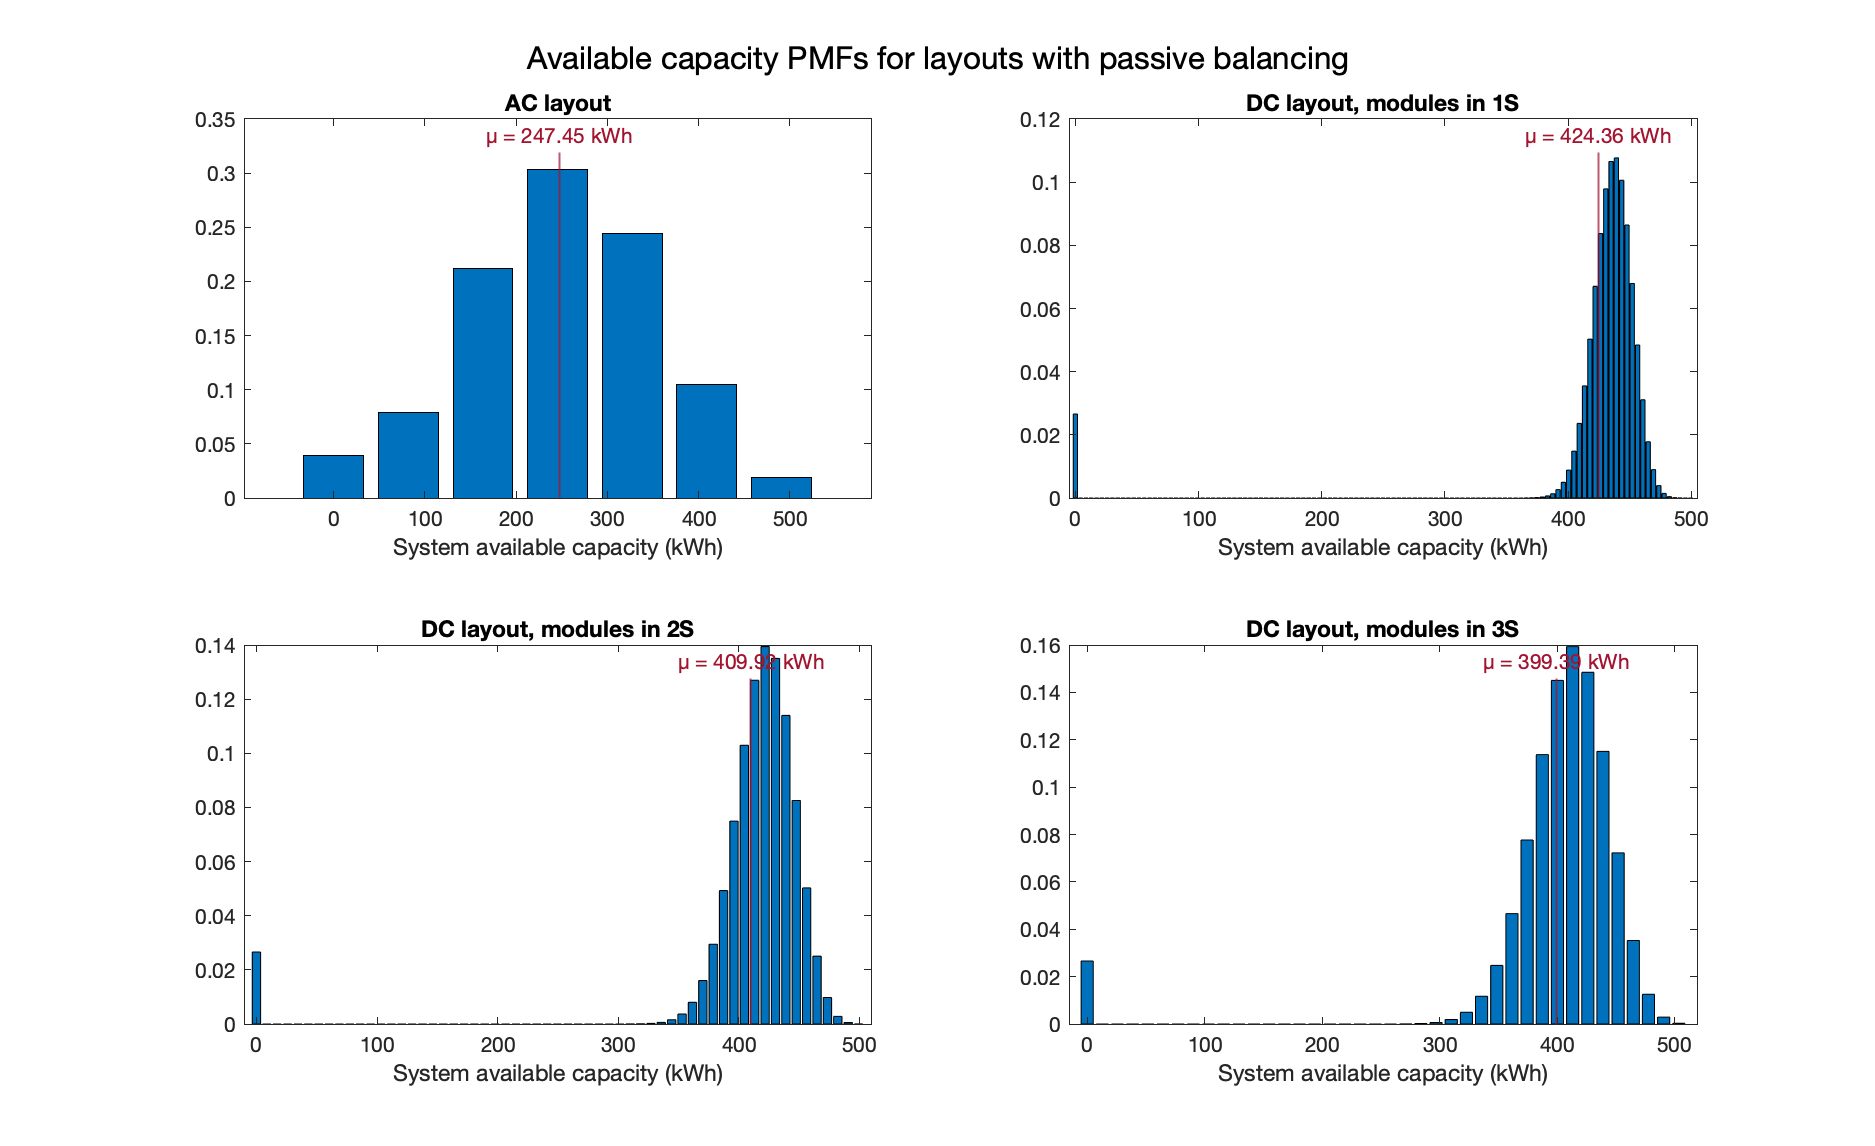 Available capacity PMFs for layouts with passive balancing
AC layout
0.35
0.3
0.25
0.2
0.15
0.1
0.05
0
μ = 247.45 kWh
0 100 200 300 400 500
System available capacity (kWh)
DC layout, modules in 1S
0.12
0.1
0.08
0.06
0.04
0.02
0
μ = 424.36 kWh
0 100 200 300 400 500
System available capacity (kWh)
DC layout, modules in 2S
0.14
0.12
0.1
0.08
0.06
0.04
0.02
0
μ = 409.92 kWh
0 100 200 300 400 500
System available capacity (kWh)
DC layout, modules in 3S
0.16
0.14
0.12
0.1
0.08
0.06
0.04
0.02
0
μ = 399.39 kWh
0 100 200 300 400 500
System available capacity (kWh)